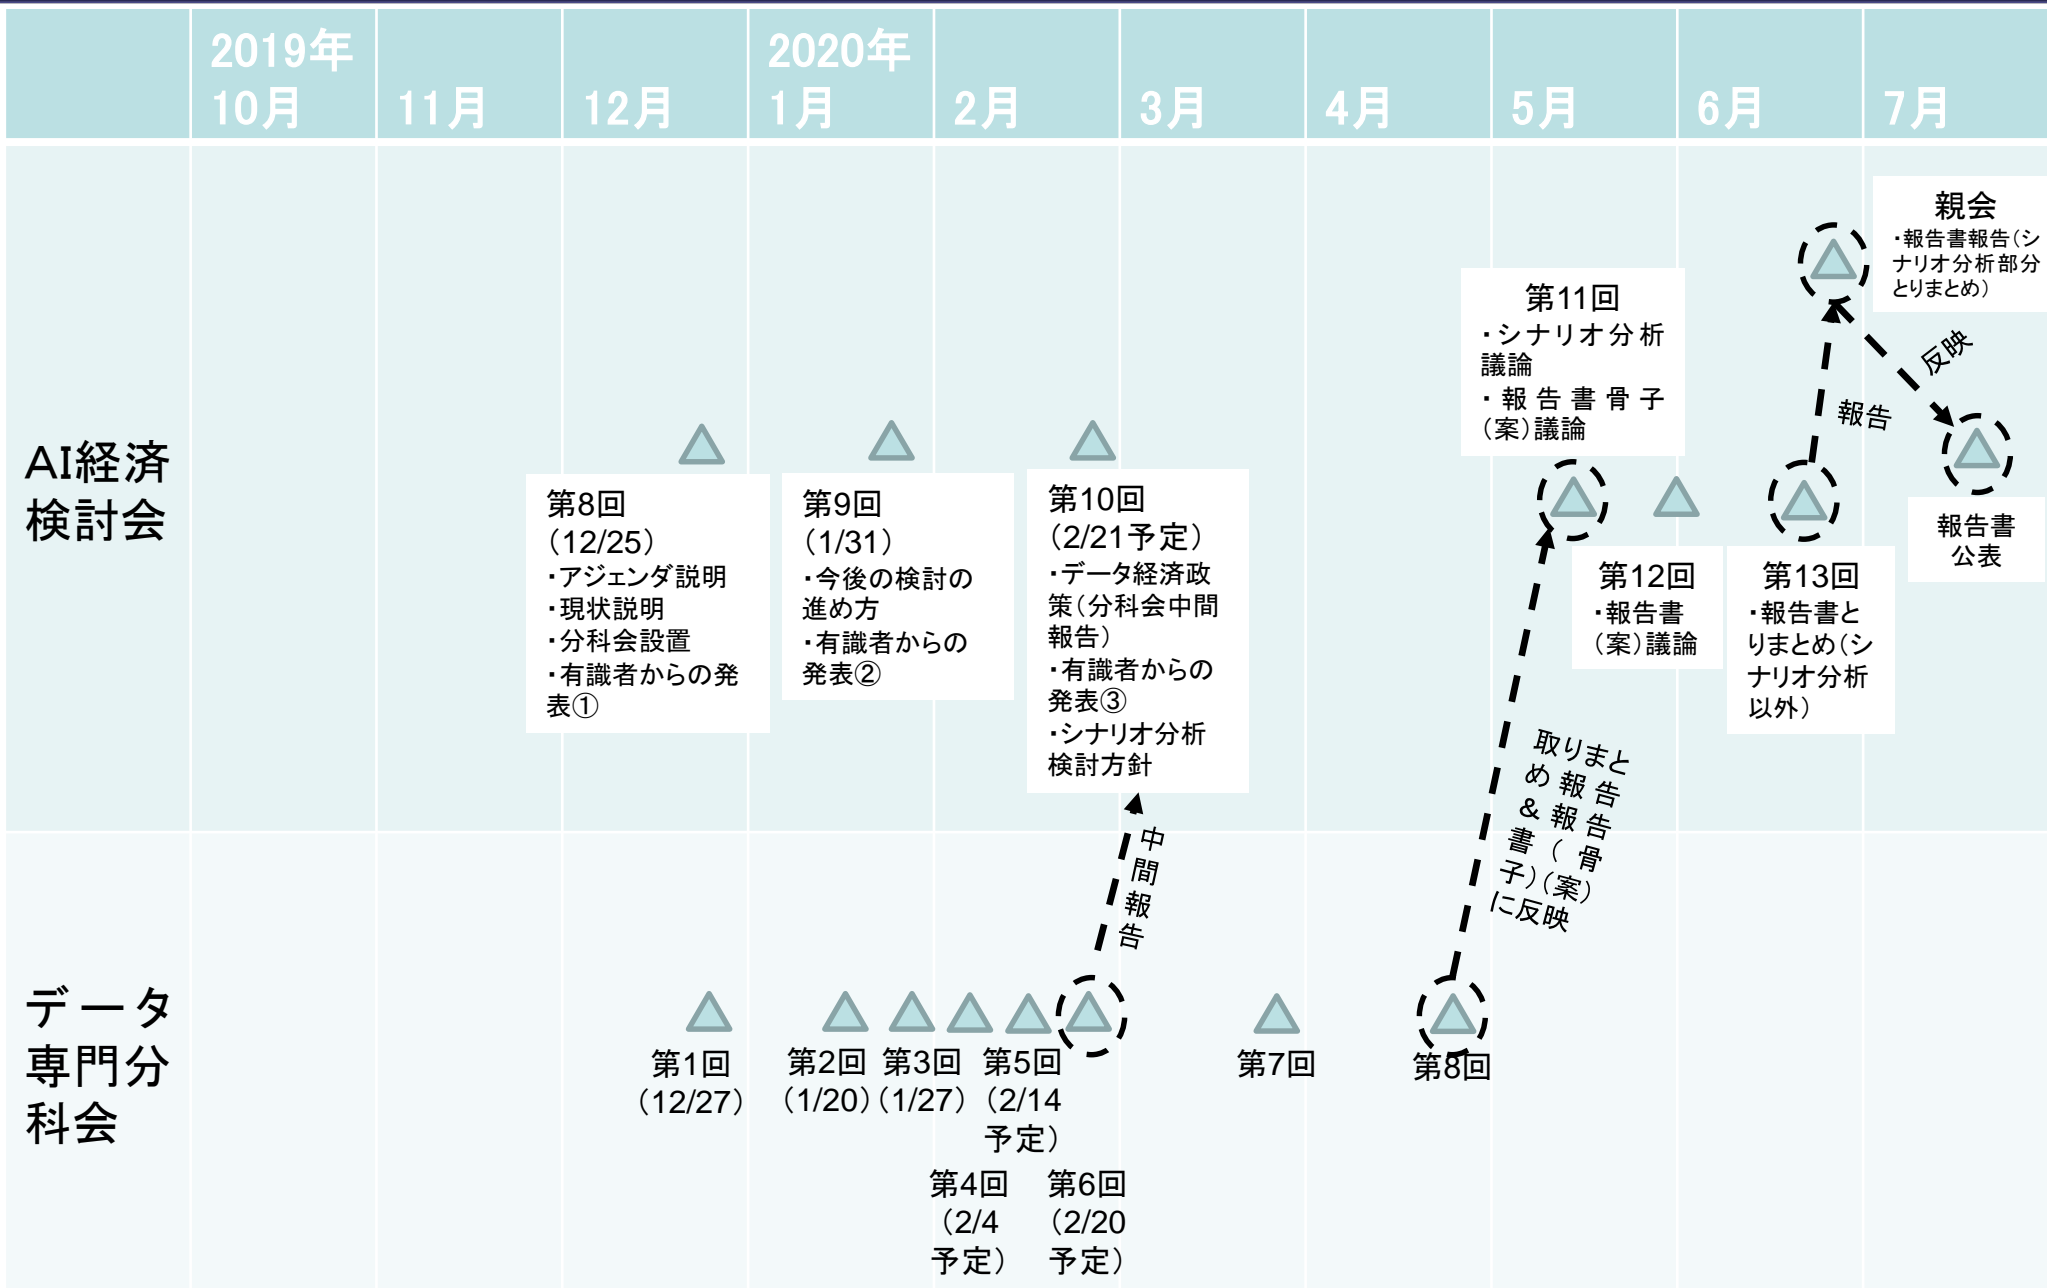 2019年
10月
11月
12月
2020年
1月
2月
3月
4月
5月
6月
7月
AI経済
検討会
第8回
（12/25）
・アジェンダ説明
・現状説明
・分科会設置
・有識者からの発
表①
第9回
（1/31）
・今後の検討の
進め方
・有識者からの
発表②
第10回
（2/21予定）
・データ経済政
策（分科会中間
報告）
・有識者からの
発表③
・シナリオ分析
検討方針
第11回
・シナリオ分析
議論
・報告書骨子
（案）議論
第12回
・報告書
（案）議論
第13回
・報告書と
りまとめ（シ
ナリオ分析
以外）
親会
・報告書報告（シ
ナリオ分析部分
とりまとめ）
反映
報告
報告書
公表
中
間
報
告
取りまと
め報告
＆報告
書（骨
子）（案）
に反映
データ
専門分
科会
第1回
（12/27）
第2回
（1/20）
第3回
（1/27）
第4回
（2/4
予定）
第5回
（2/14
予定）
第6回
（2/20
予定）
第7回
第8回